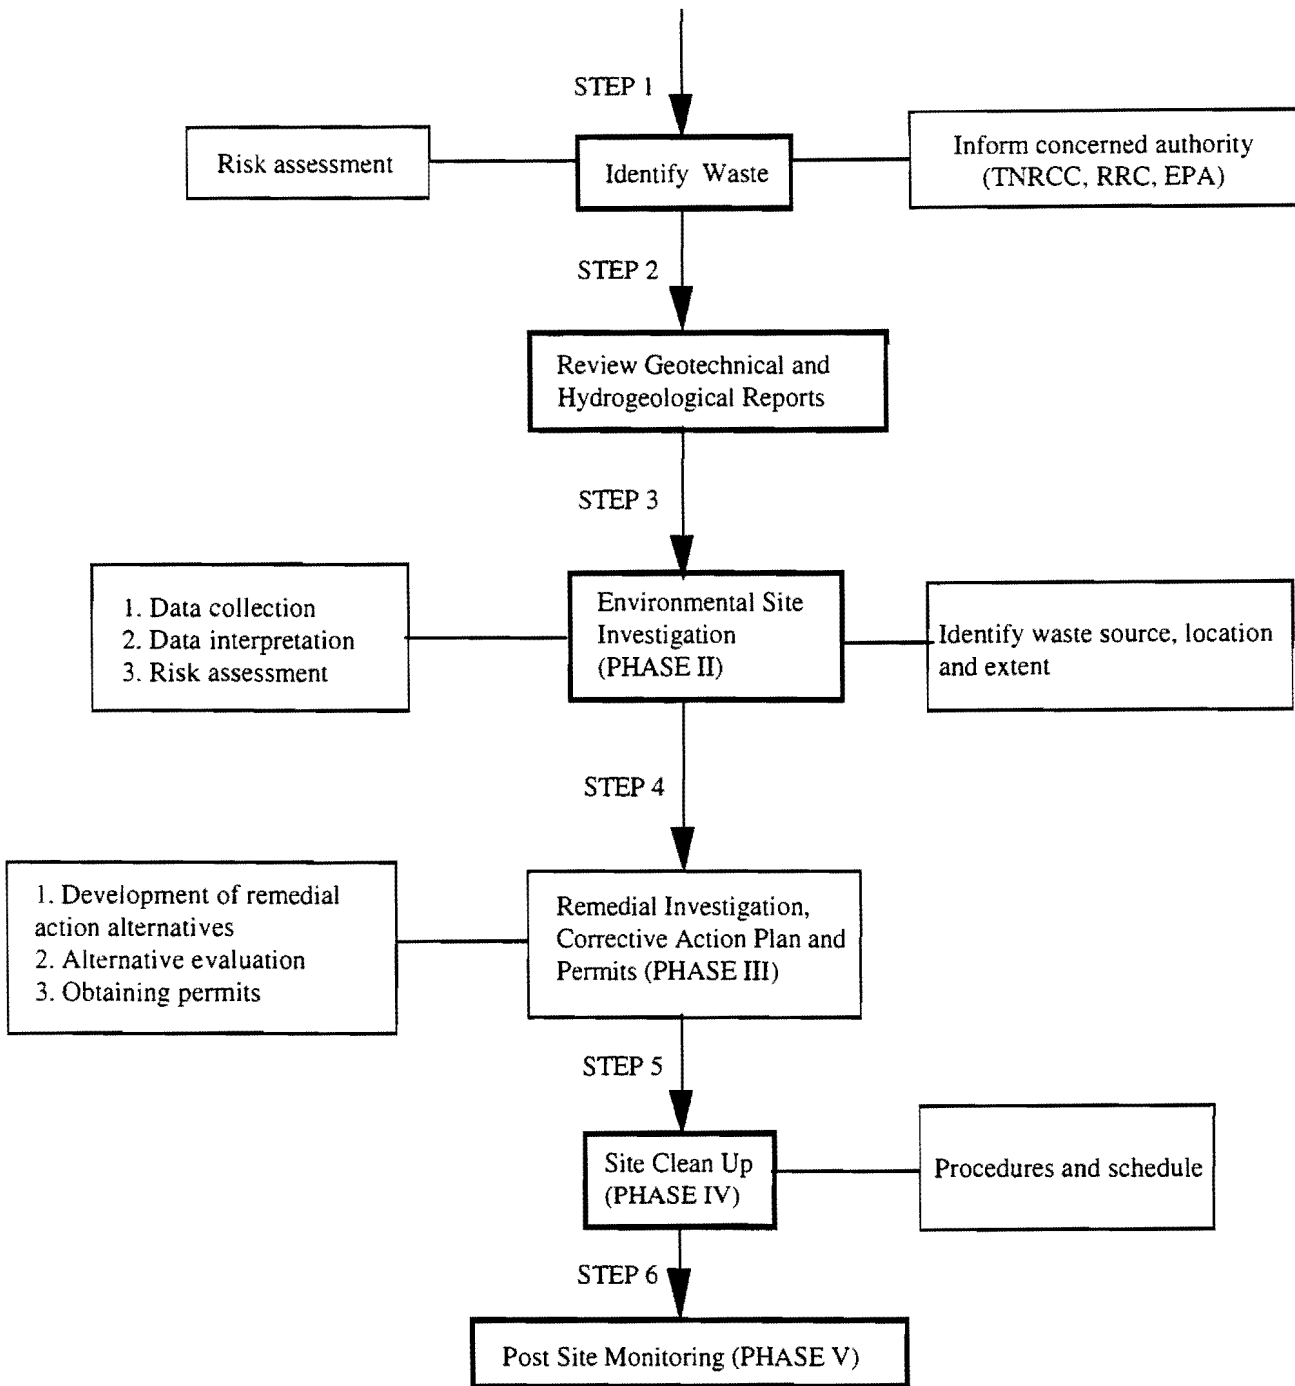 STEP 1
Risk assessment
Identify Waste
Inform concerned authority
(TNRCC, RRC, EPA)
STEP 2
Review Geotechnical and
Hydrogeological Reports
STEP 3
1. Data collection
2. Data interpretation
3. Risk assessment
Environmental Site
Investigation
(PHASE II)
Identify waste source, location
and extent
STEP 4
1. Development of remedial
action alternatives
2. Alternative evaluation
3. Obtaining permits
Remedial Investigation,
Corrective Action Plan and
Permits (PHASE III)
STEP 5
Site Clean Up
(PHASE IV)
Procedures and schedule
STEP 6
Post Site Monitoring (PHASE V)